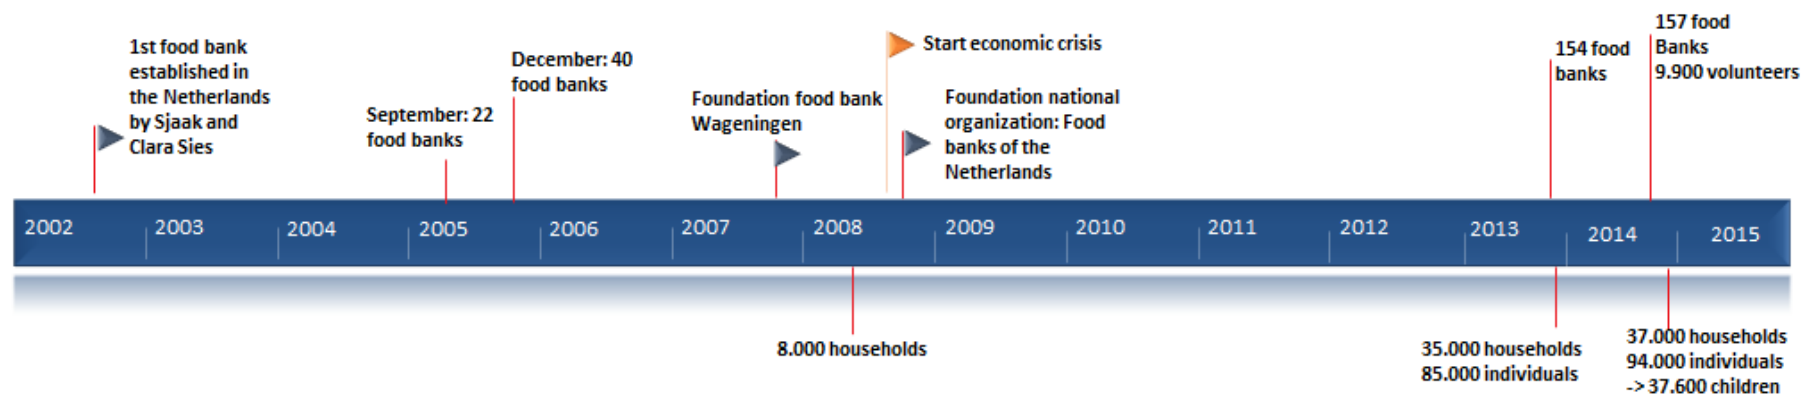 1st food bank
established in
the Netherlands
by Sjaak and
Clara Sies
September: 22
food banks
December: 40
food banks
Foundation food bank
Wageningen
Start economic crisis
Foundation national
organization: Food
banks of the
Netherlands
154 food
banks
157 food
Banks
9.900 volunteers
2002
2003
2004
2005
2006
2007
2008
2009
2010
2011
2012
2013
2014
2015
8.000 households
35.000 households
85.000 individuals
37.000 households
94.000 individuals
-> 37.600 children